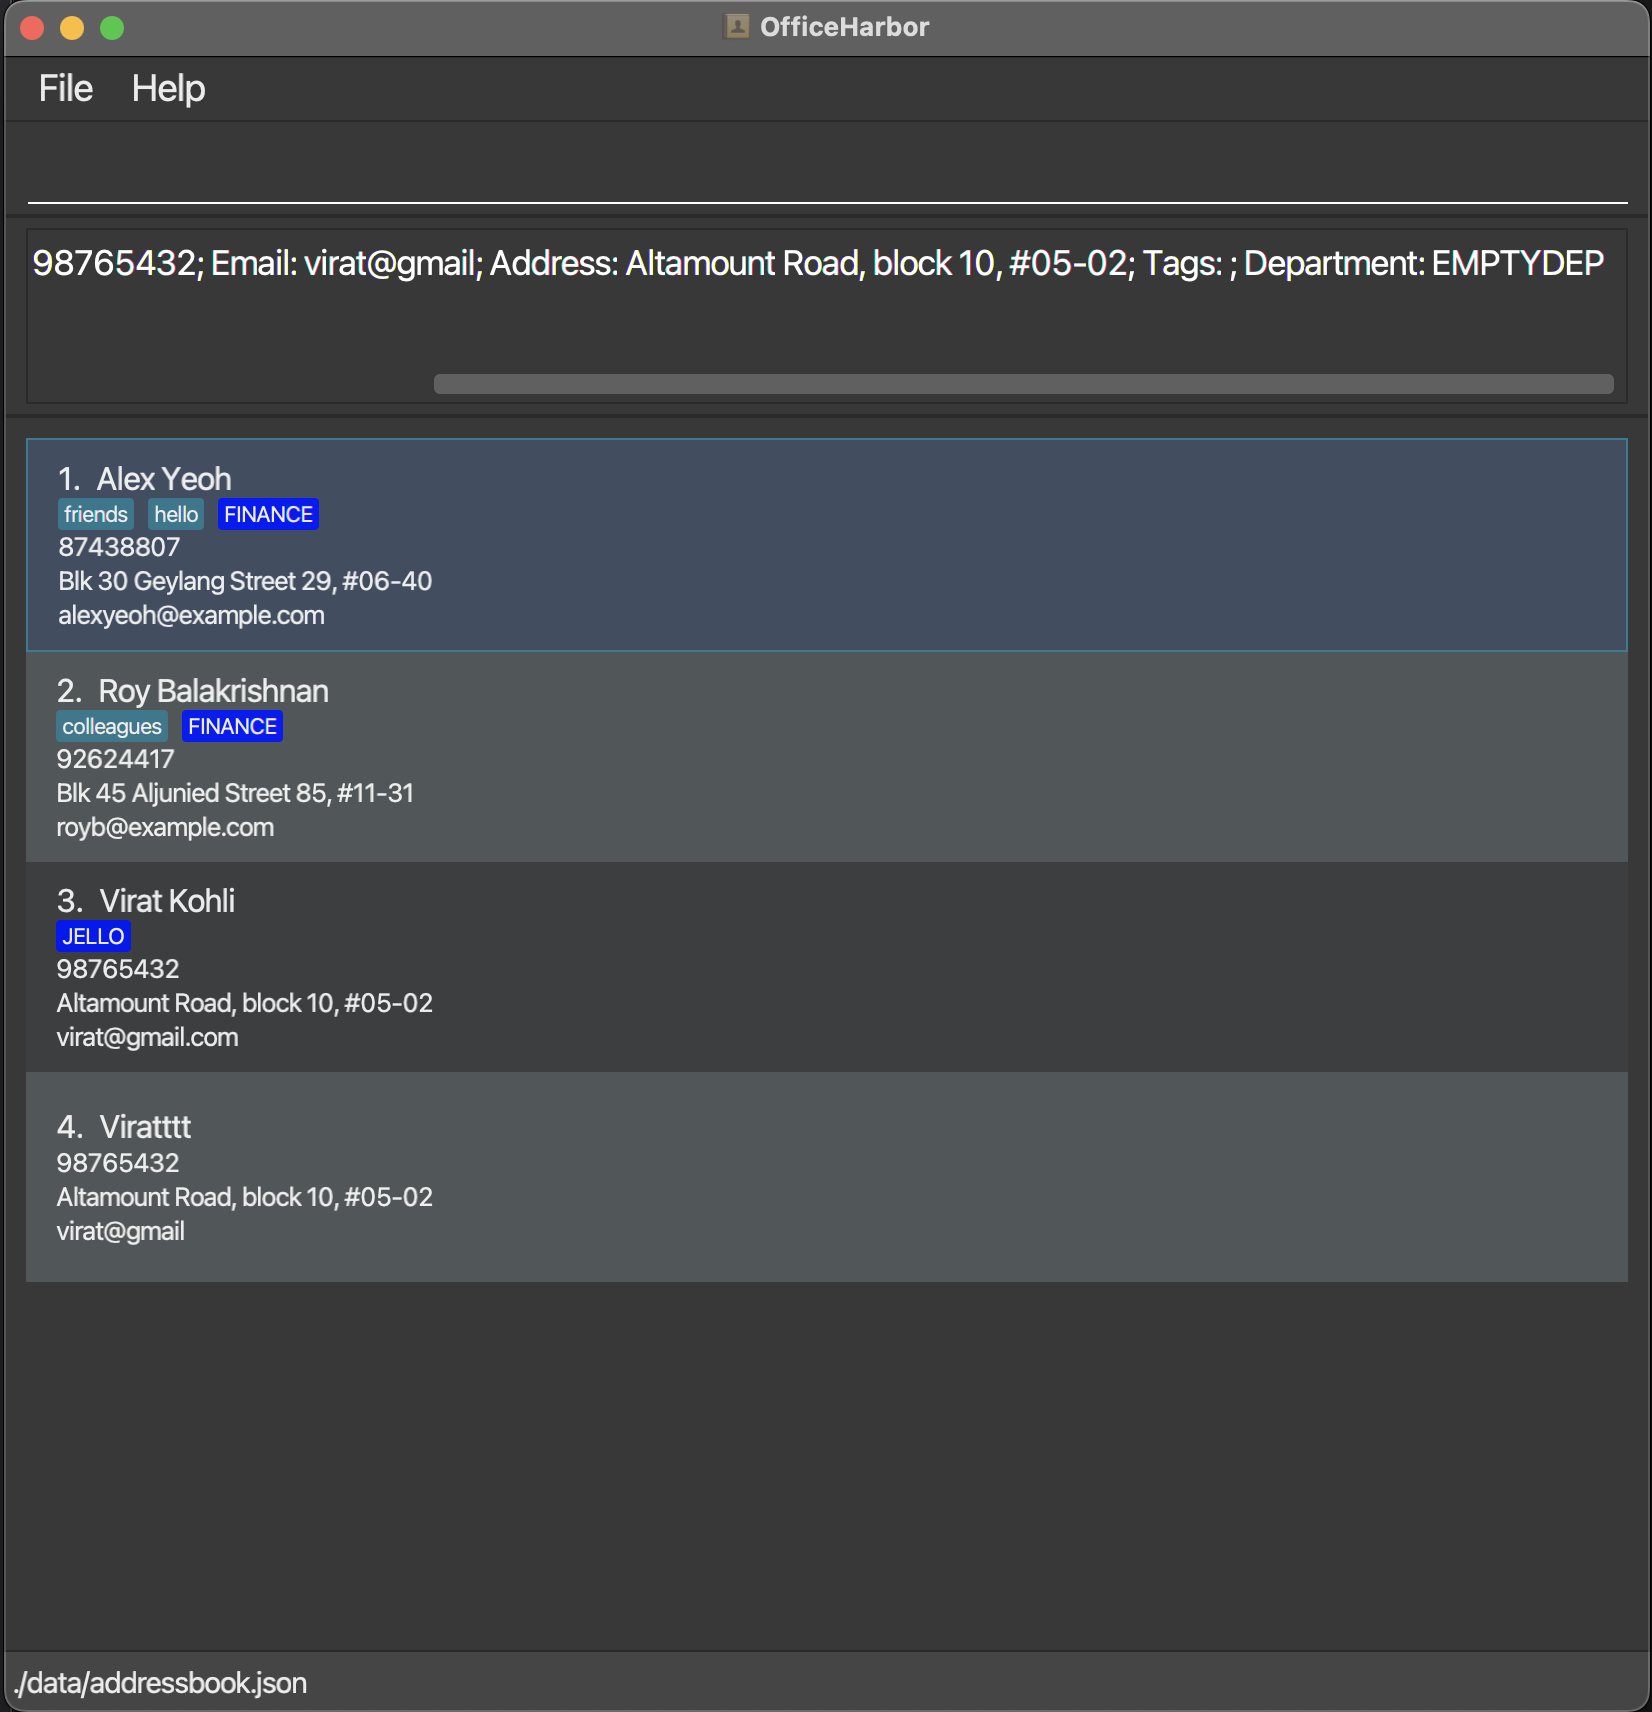 OfficeHarbor
File Help
98765432; Email: virat@gmail; Address: Altamount Road, block 10, #05-02; Tags: ; Department: EMPTYDEP
1. Alex Yeoh
friends hello FINANCE
87438807
Blk 30 Geylang Street 29, #06-40
alexyeoh@example.com
2. Roy Balakrishnan
colleagues FINANCE
92624417
Blk 45 Aljunied Street 85, #11-31
royb@example.com
3. Virat Kohli
JELLO
98765432
Altamount Road, block 10, #05-02
virat@gmail.com
4. Viratttt
98765432
Altamount Road, block 10, #05-02
virat@gmail
./data/addressbook.json